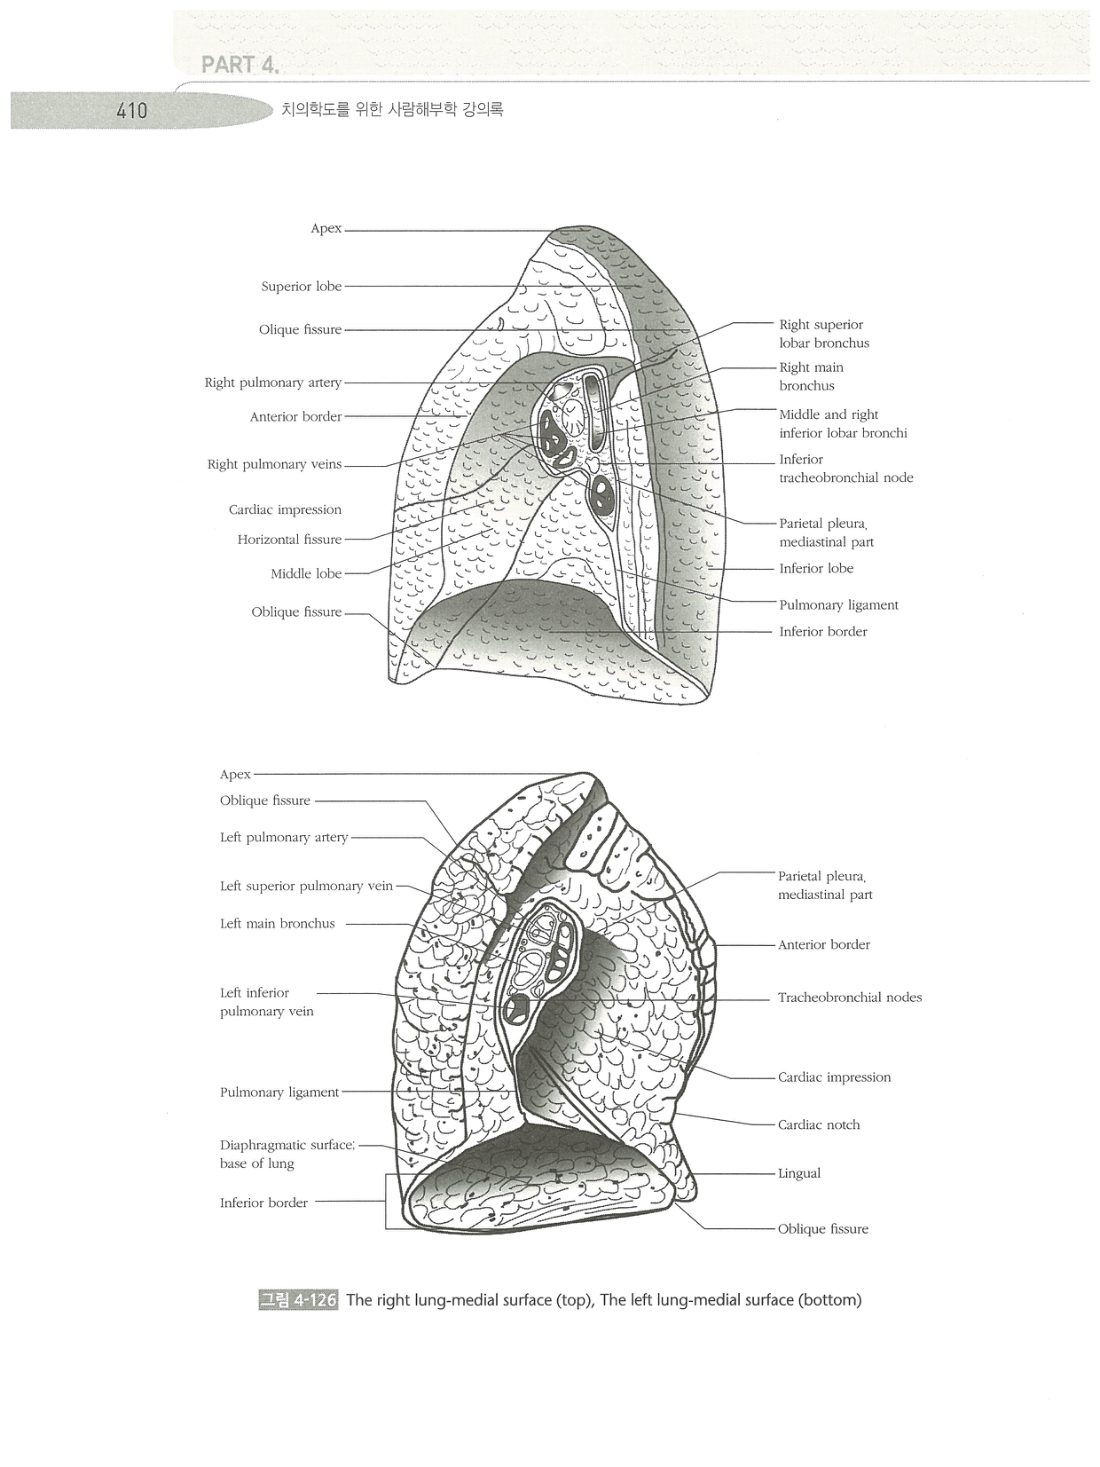 PART 4.
410
치의학도를 위한 사람해부학 강의록
Apex
Superior lobe
Olique fissure
Right pulmonary artery
Anterior border
Right pulmonary veins
Cardiac impression
Horizontal fissure
Middle lobe
Oblique fissure
Right superior
lobar bronchus
Right main
bronchus
Middle and right
inferior lobar bronchi
Inferior
tracheobronchial node
Parietal pleura,
mediastinal part
Inferior lobe
Pulmonary ligament
Inferior border
Apex
Oblique fissure
Left pulmonary artery
Left superior pulmonary vein
Left main bronchus
Left inferior
pulmonary vein
Pulmonary ligament
Diaphragmatic surface:
base of lung
Inferior border
Parietal pleura,
mediastinal part
Anterior border
Tracheobronchial nodes
Cardiac impression
Cardiac notch
Lingual
Oblique fissure
그림 4-126 The right lung-medial surface (top), The left lung-medial surface (bottom)